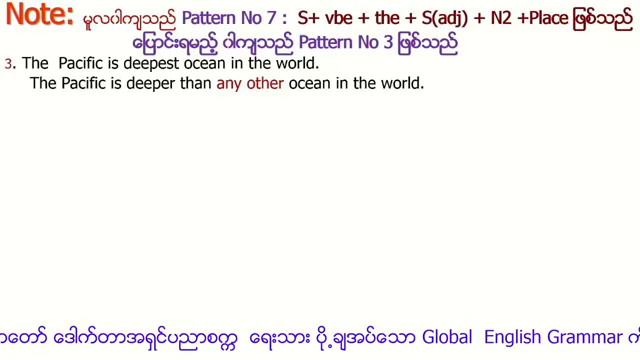 Note: မူလဝါကျသည် Pattern No 7 : S+ vbe + the + S(adj) + N2 +Place ဖြစ်သည်
ပြောင်းရမည့် ဝါကျသည် Pattern No 3 ဖြစ်သည်
3. The Pacific is deepest ocean in the world.
The Pacific is deeper than any other ocean in the world.
ဒေါက်တာအရှင်ပညာစက္က ရေးသား ပို့ချအပ်သော Global English Grammar